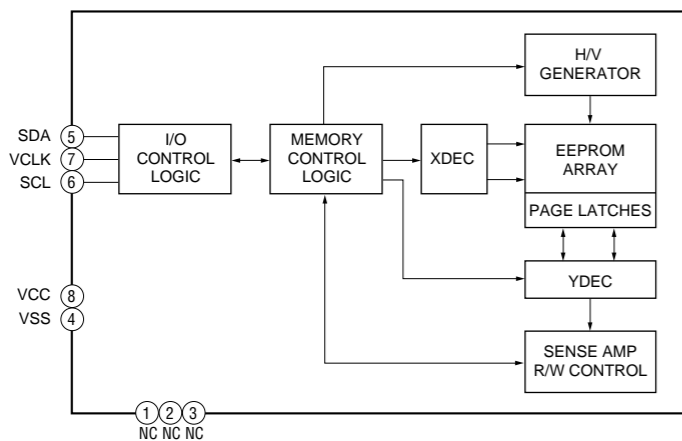 H/V
GENERATOR
SDA 5
VCLK 7
SCL 6
I/O
CONTROL
LOGIC
MEMORY
CONTROL
LOGIC
XDEC
EEPROM
ARRAY
PAGE LATCHES
VCC 8
VSS 4
YDEC
SENSE AMP
R/W CONTROL
1 2 3
NC NC NC